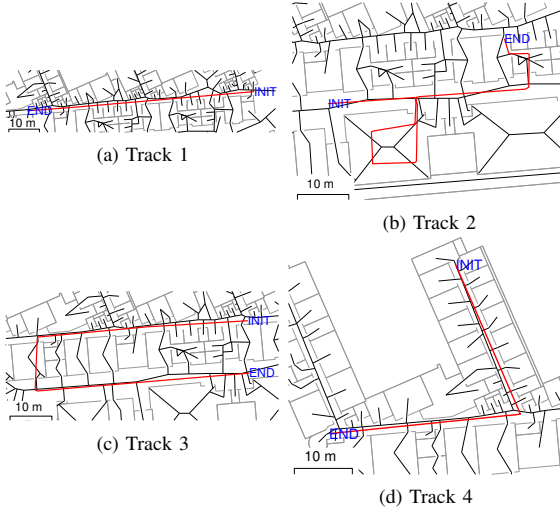 INIT
END
10 m
(a) Track 1
END
INIT
10 m
(b) Track 2
INIT
END
10 m
(c) Track 3
INIT
END
10 m
(d) Track 4